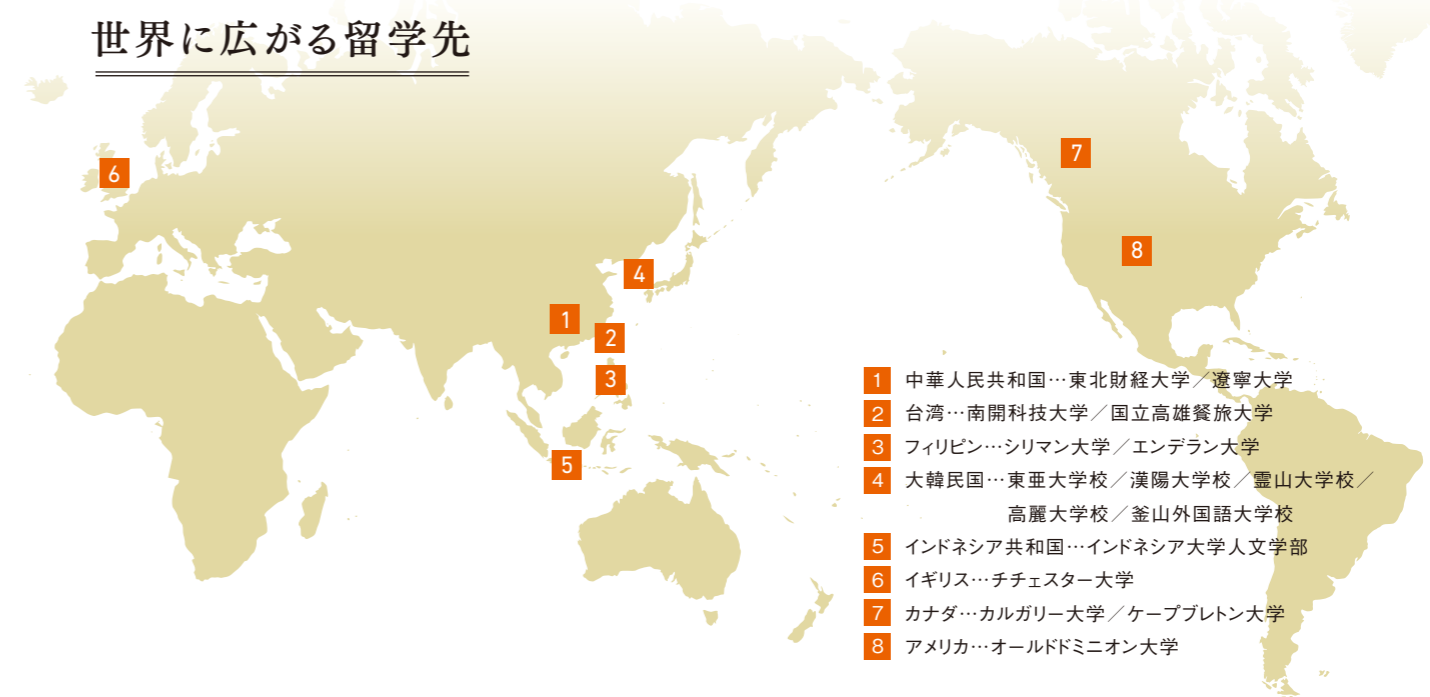 世界に広がる留学先
6
7
8
4
1
2
3
5
1 中華人民共和国…東北財経大学／遼寧大学
2 台湾…南開科技大学／国立高雄餐旅大学
3 フィリピン…シリマン大学／エンデラン大学
4 大韓民国…東亜大学校／漢陽大学校／霊山大学校／
高麗大学校／釜山外国語大学校
5 インドネシア共和国…インドネシア大学人文学部
6 イギリス…チチェスター大学
7 カナダ…カルガリー大学／ケープブレトン大学
8 アメリカ…オールドドミニオン大学